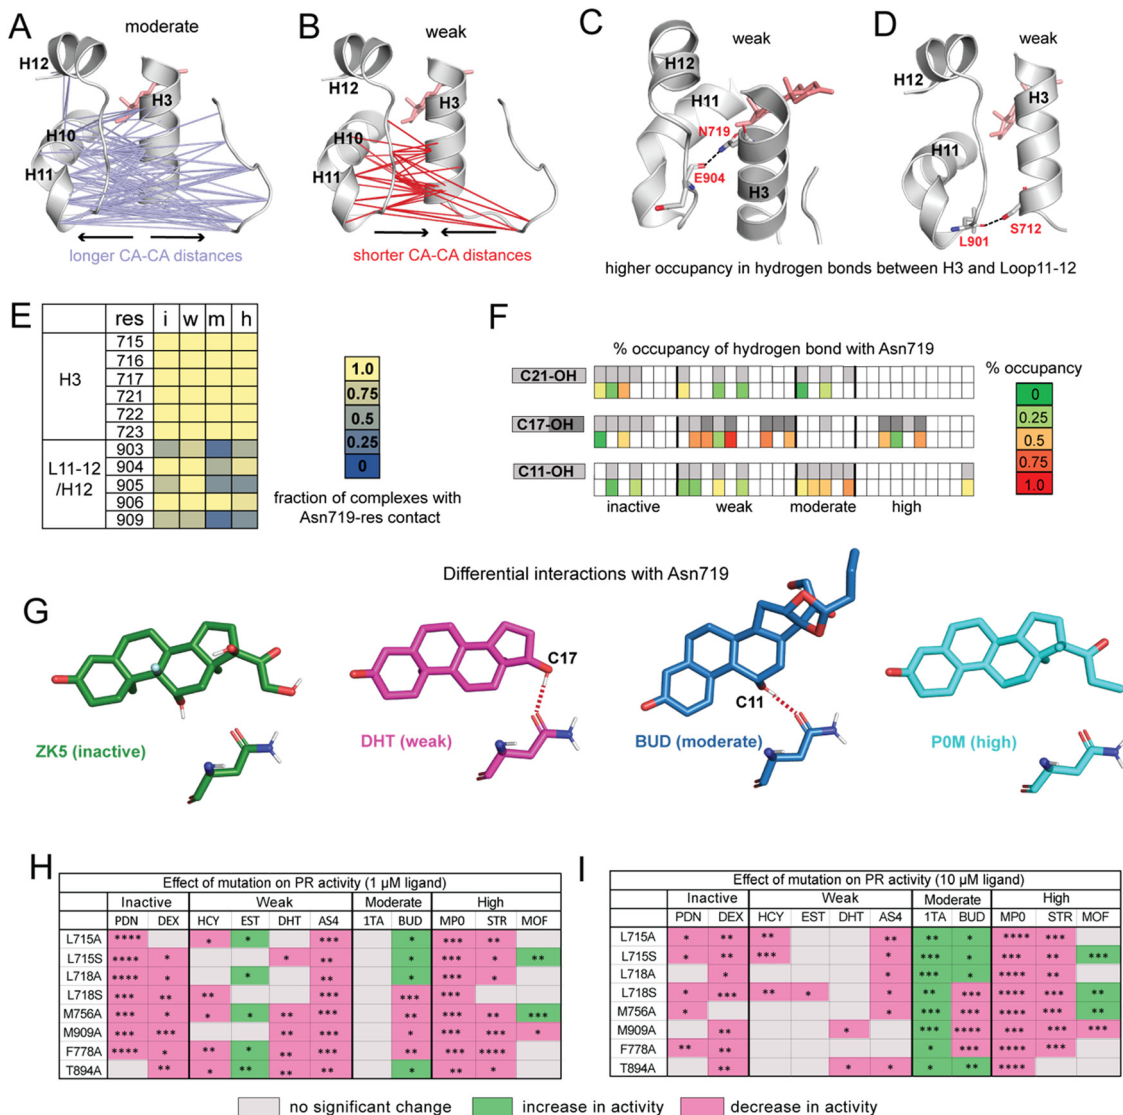 A
moderate
H12
H3
H10
H11
longer CA-CA distances
B
weak
H12
H3
H10
H11
shorter CA-CA distances
C
weak
H12
H11
N719
E904
H3
D
weak
H12
H3
H11
L901
S712
higher occupancy in hydrogen bonds between H3 and Loop11-12
E
res i w m h
H3
715
716
717
721
722
723
L11-12
/H12
903
904
905
906
909
1.0
0.75
0.5
0.25
0
fraction of complexes with
Asn719-res contact
F
% occupancy of hydrogen bond with Asn719
C21-OH
C17-OH
C11-OH
inactive weak moderate high
% occupancy
0
0.25
0.5
0.75
1.0
Differential interactions with Asn719
G
ZK5 (inactive)
C17
DHT (weak)
C11
BUD (moderate)
P0M (high)
H
Effect of mutation on PR activity (1 µM ligand)
Inactive Weak Moderate High
PDN DEX HCY EST DHT AS4 1TA BUD MP0 STR MOF
L715A **** * * *** * *** **
L715S **** * * ** * *** * **
L718A **** * * ** * *** *
L718S *** ** ** *** *** ***
M756A *** * * * ** *** * *** ** ***
M909A *** *** ** *** * *** *** *
F778A **** * ** * ** *** ** *** ****
T894A ** * ** ** ** * ** *
I
Effect of mutation on PR activity (10 µM ligand)
Inactive Weak Moderate High
PDN DEX HCY EST DHT AS4 1TA BUD MP0 STR MOF
L715A * ** ** ** ** * **** ***
L715S * ** *** * *** * *** *** ***
L718A * * *** * **** **
L718S * *** ** * * ** *** **** *** **
M756A * * *** ** **** *** **
M909A ** * *** **** *** *** ***
F778A ** ** * *** **** ***
T894A ** * * * ** ****
no significant change
increase in activity
decrease in activity